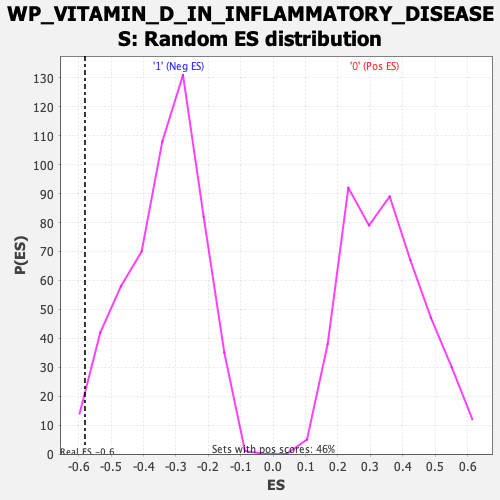 WP_VITAMIN_D_IN_INFLAMMATORY_DISEASE
S: Random ES distribution
'1' (Neg ES) '0' (Pos ES)
130
120
110
100
90
80
70
60
50
40
30
20
10
0
P(ES)
Real ES -0.6 Sets with pos scores: 46%
-0.6 -0.5 -0.4 -0.3 -0.2 -0.1 0.0 0.1 0.2 0.3 0.4 0.5 0.6
ES